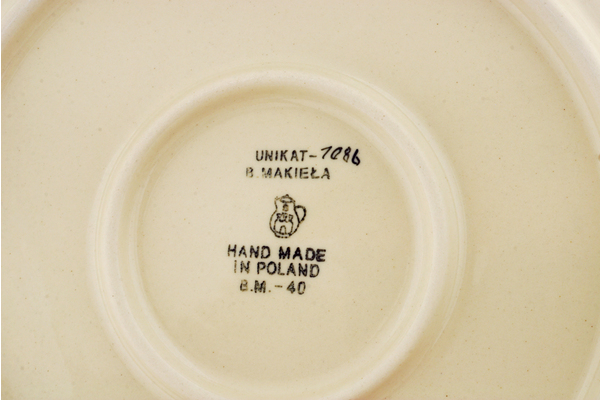 UNIKAT-1086
B. MAKIEŁA
HAND MADE
IN POLAND
B.M.-40